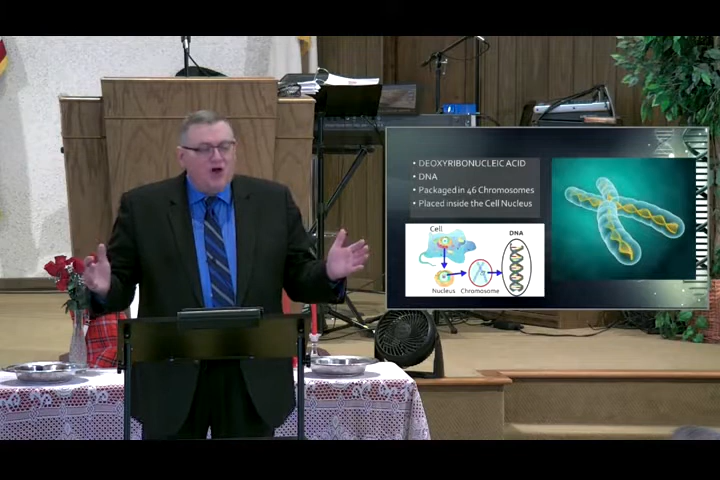 • DEOXYRIBONUCLEIC ACID
• DNA
• Packaged in 46 Chromosomes
• Placed inside the Cell Nucleus
Cell
DNA
Nucleus
Chromosome